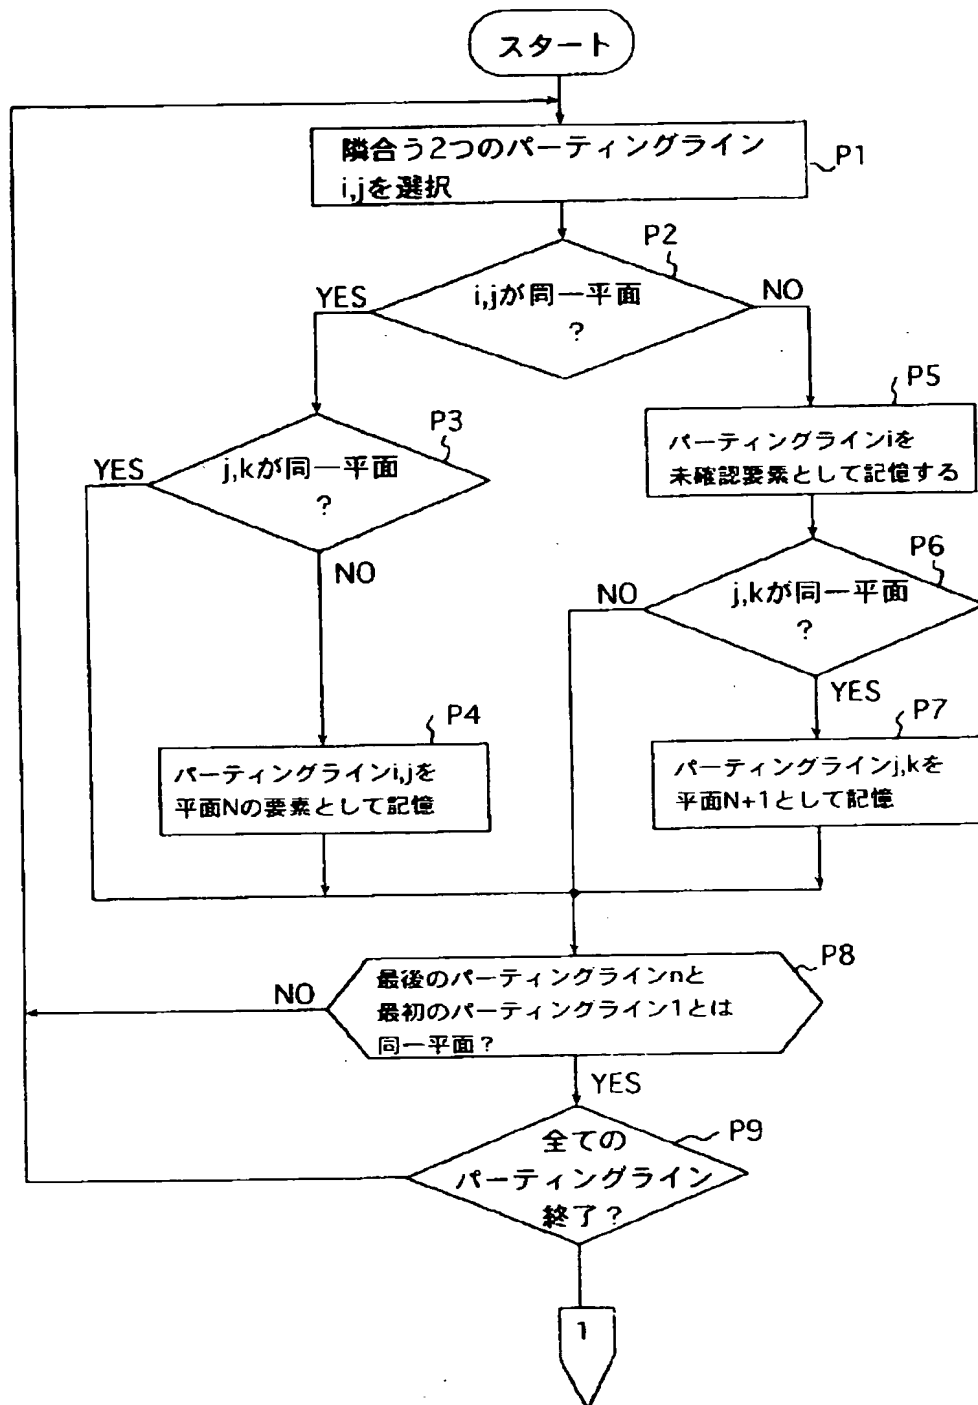 スタート
隣合う2つのパーティングライン
i,jを選択
P1
P2
i,jが同一平面
?
YES
NO
P3
j,kが同一平面
?
YES
NO
P5
パーティングラインiを
未確認要素として記憶する
P6
j,kが同一平面
?
NO
YES
P4
パーティングラインi,jを
平面Nの要素として記憶
P7
パーティングラインj,kを
平面N+1として記憶
P8
最後のパーティングラインnと
最初のパーティングライン1とは
同一平面?
NO
YES
P9
全ての
パーティングライン
終了?
1